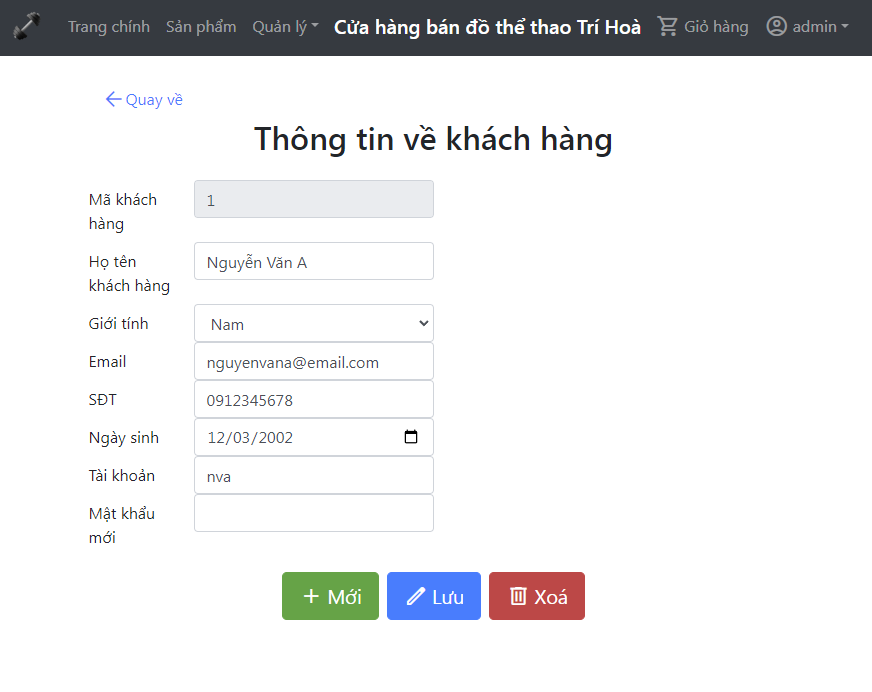 Trang chính Sản phẩm Quản lý Cửa hàng bán đồ thể thao Trí Hoà Giỏ hàng admin
Quay về
Thông tin về khách hàng
Mã khách
hàng
1
Họ tên
khách hàng
Nguyễn Văn A
Giới tính
Nam
Email
nguyenvana@email.com
SĐT
0912345678
Ngày sinh
12/03/2002
Tài khoản
nva
Mật khẩu
mới
Mới Lưu Xoá